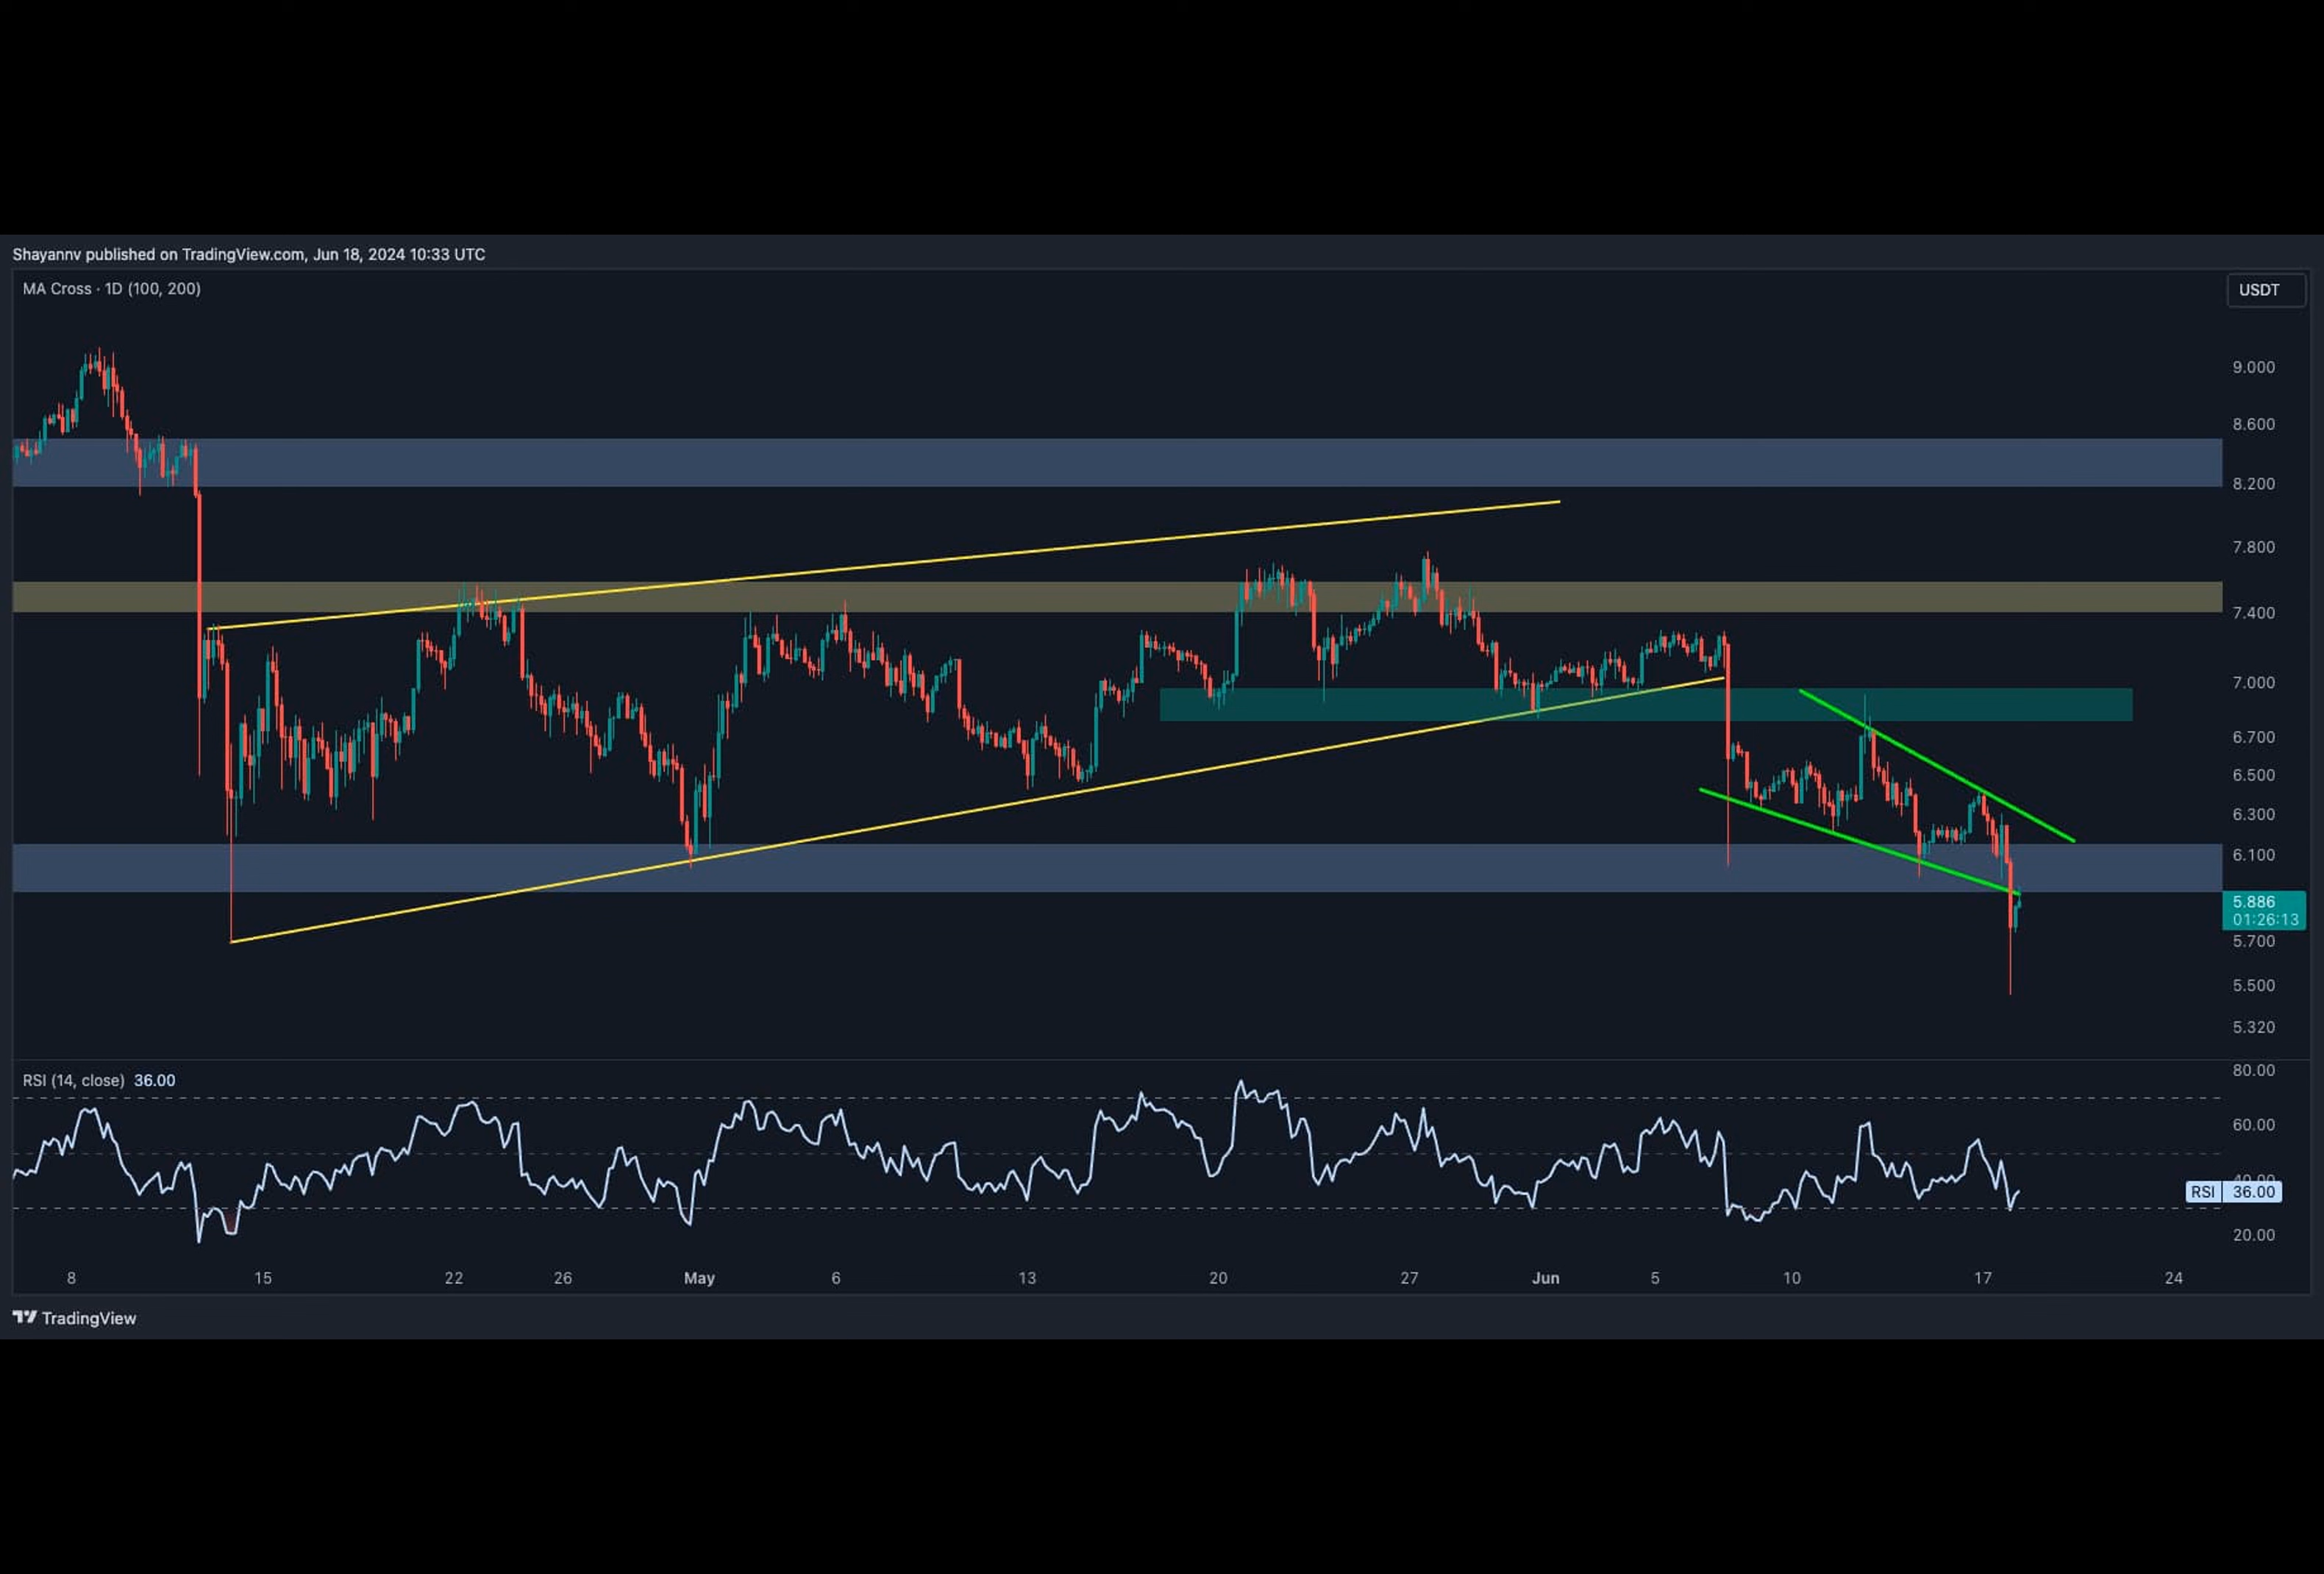 Shayannv published on TradingView.com, Jun 18, 2024 10:33 UTC
MA Cross · 1D (100, 200)
USDT
9.000
8.600
8.200
7.800
7.400
7.000
6.700
6.500
6.300
6.100
5.886
01:26:13
5.700
5.500
5.320
RSI (14, close) 36.00
80.00
60.00
40.00
RSI 36.00
20.00
8 15 22 26 May 6 13 20 27 Jun 5 10 17 24
TradingView